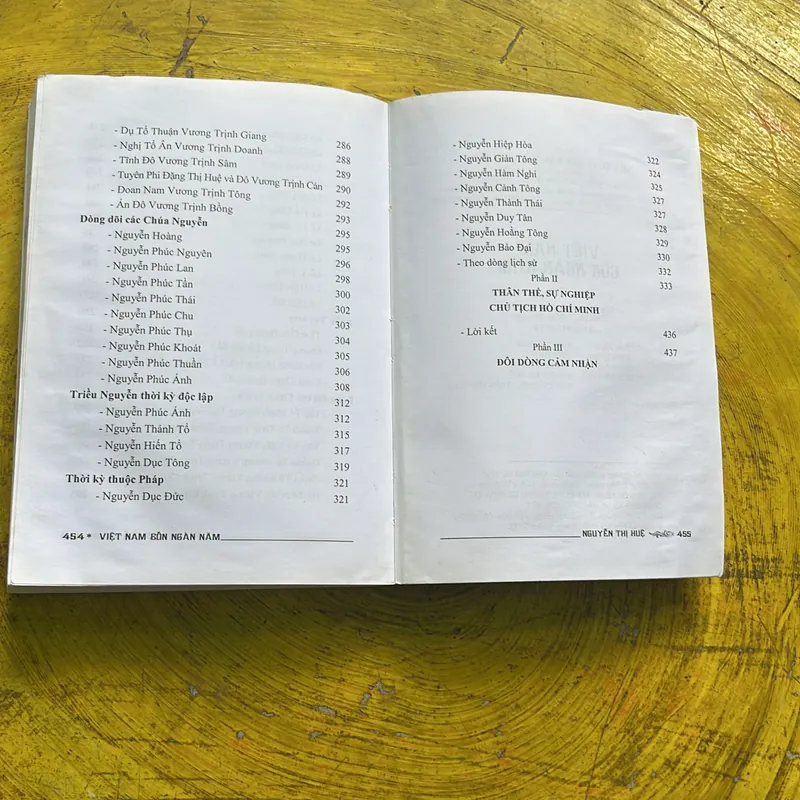 - Dụ Tổ Thuận Vương Trịnh Giang 286
- Nghị Tổ Ân Vương Trịnh Doanh 288
- Tĩnh Đô Vương Trịnh Sâm 289
- Tuyên Phi Đặng Thị Huệ và Đô Vương Trịnh Cán 290
- Đoan Nam Vương Trịnh Tông 292
- Án Đô Vương Trịnh Bồng 293
Dòng dõi các Chúa Nguyễn 295
- Nguyễn Hoàng 295
- Nguyễn Phúc Nguyên 296
- Nguyễn Phúc Lan 298
- Nguyễn Phúc Tần 300
- Nguyễn Phúc Thái 302
- Nguyễn Phúc Chu 303
- Nguyễn Phúc Thụ 304
- Nguyễn Phúc Khoát 305
- Nguyễn Phúc Thuần 306
- Nguyễn Phúc Ánh 308
Triều Nguyễn thời kỳ độc lập 312
- Nguyễn Phúc Ánh 312
- Nguyễn Thánh Tổ 315
- Nguyễn Hiến Tổ 317
- Nguyễn Dục Tông 319
Thời kỳ thuộc Pháp 321
- Nguyễn Dục Đức 321
454* VIỆT NAM BỐN NGÀN NĂM
- Nguyễn Hiệp Hòa 322
- Nguyễn Giản Tông 324
- Nguyễn Hàm Nghi 325
- Nguyễn Cảnh Tông 327
- Nguyễn Thành Thái 327
- Nguyễn Duy Tân 328
- Nguyễn Hoằng Tông 329
- Nguyễn Bảo Đại 330
- Theo dòng lịch sử 332
Phần II 333
THÂN THẾ, SỰ NGHIỆP
CHỦ TỊCH HỒ CHÍ MINH
- Lời kết 436
Phần III 437
ĐÔI DÒNG CẢM NHẬN
NGUYỄN THỊ HUỆ 455